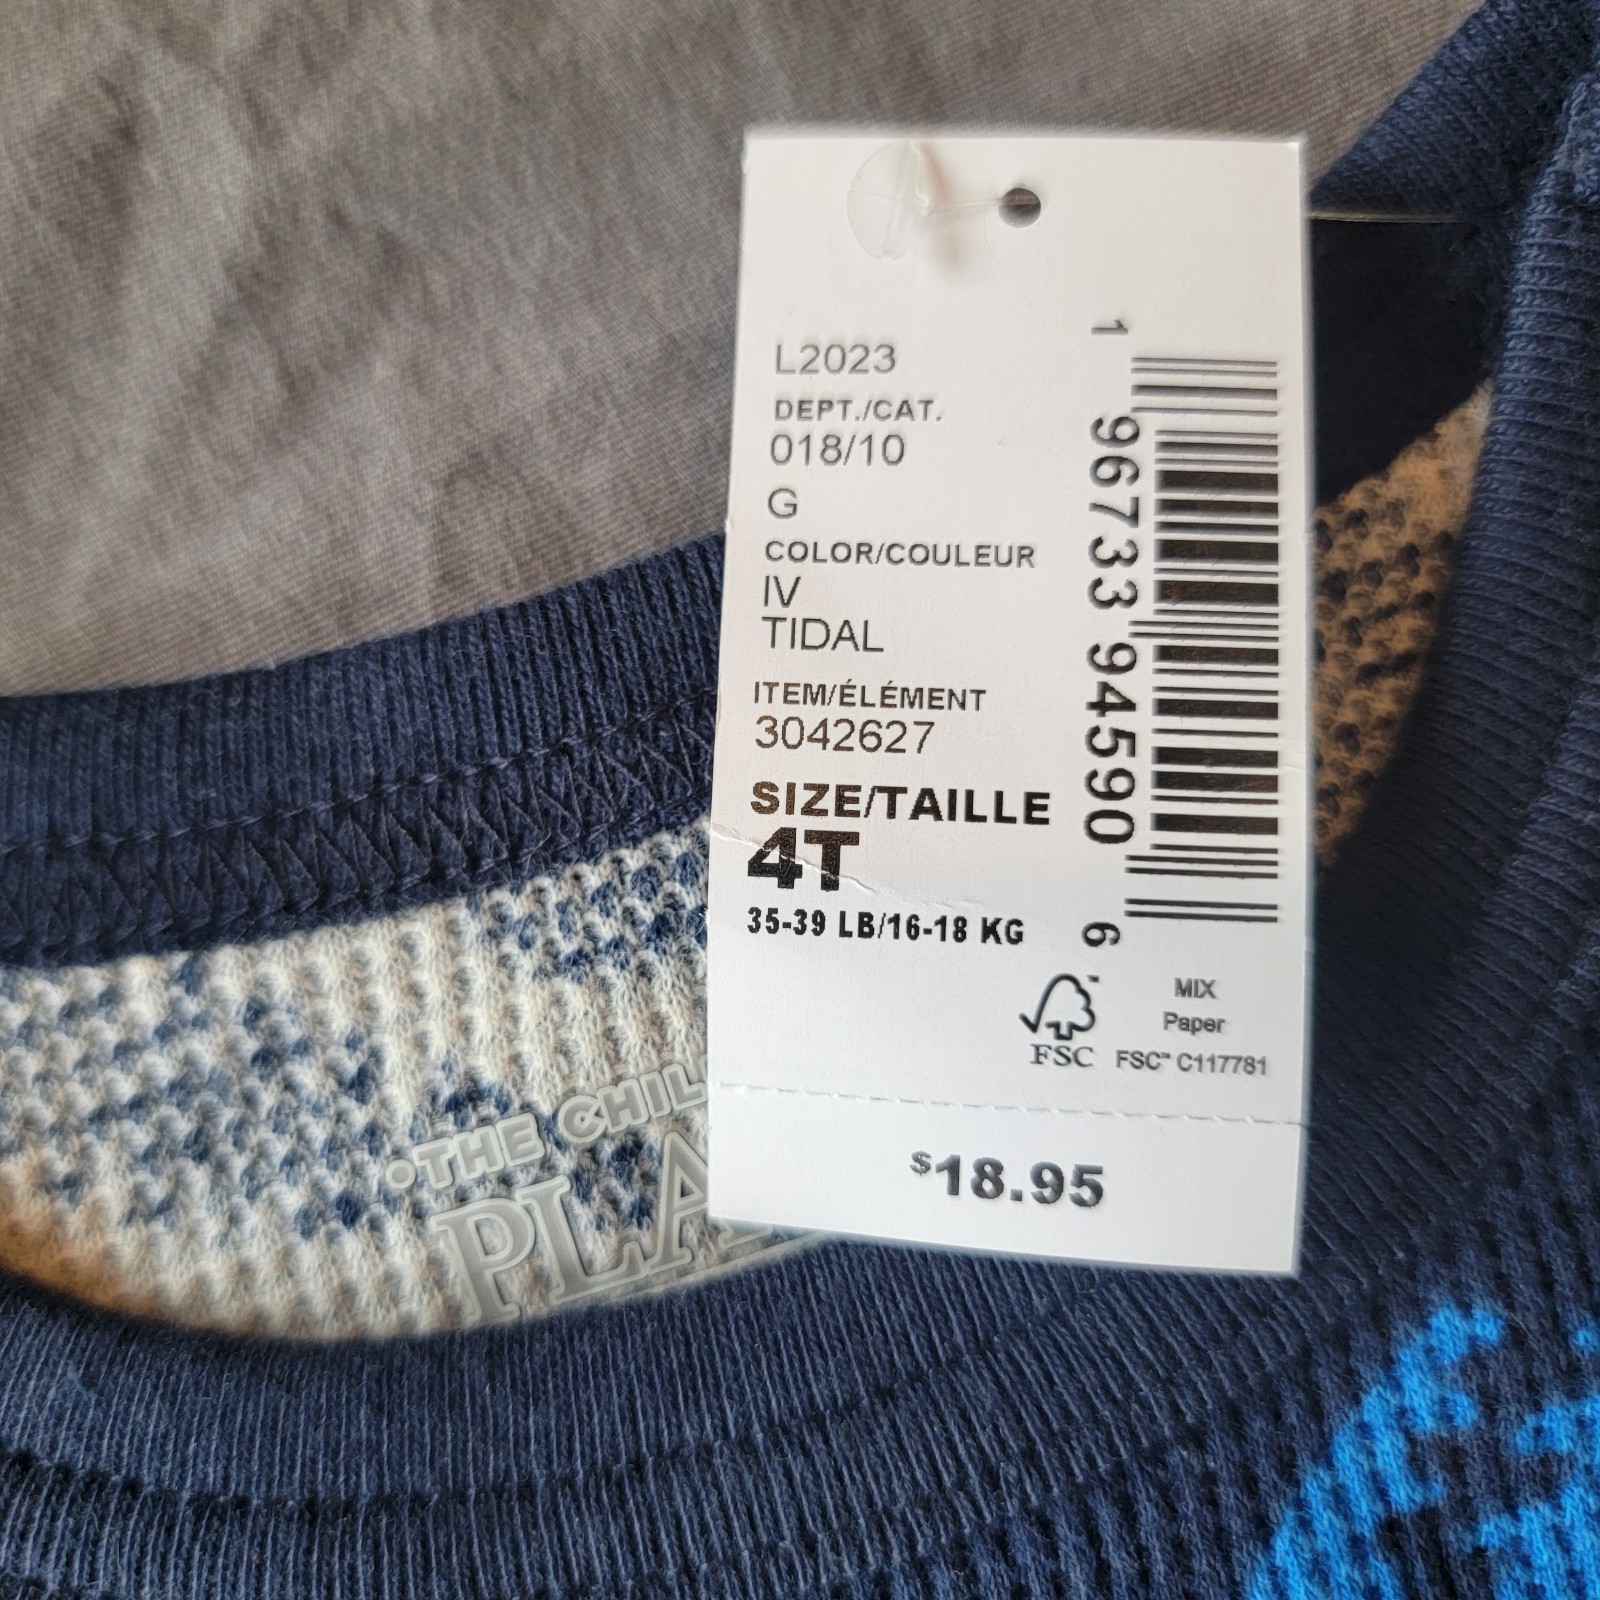 L2023
DEPT./CAT.
018/10
G
COLOR/COULEUR
IV
TIDAL
ITEM/ÉLÉMENT
3042627
SIZE/TAILLE
4T
35-39 LB/16-18 KG
1 96733 94590 6
FSC
MIX
Paper
FSC™ C117781
$18.95
•THE CHIL
PLA